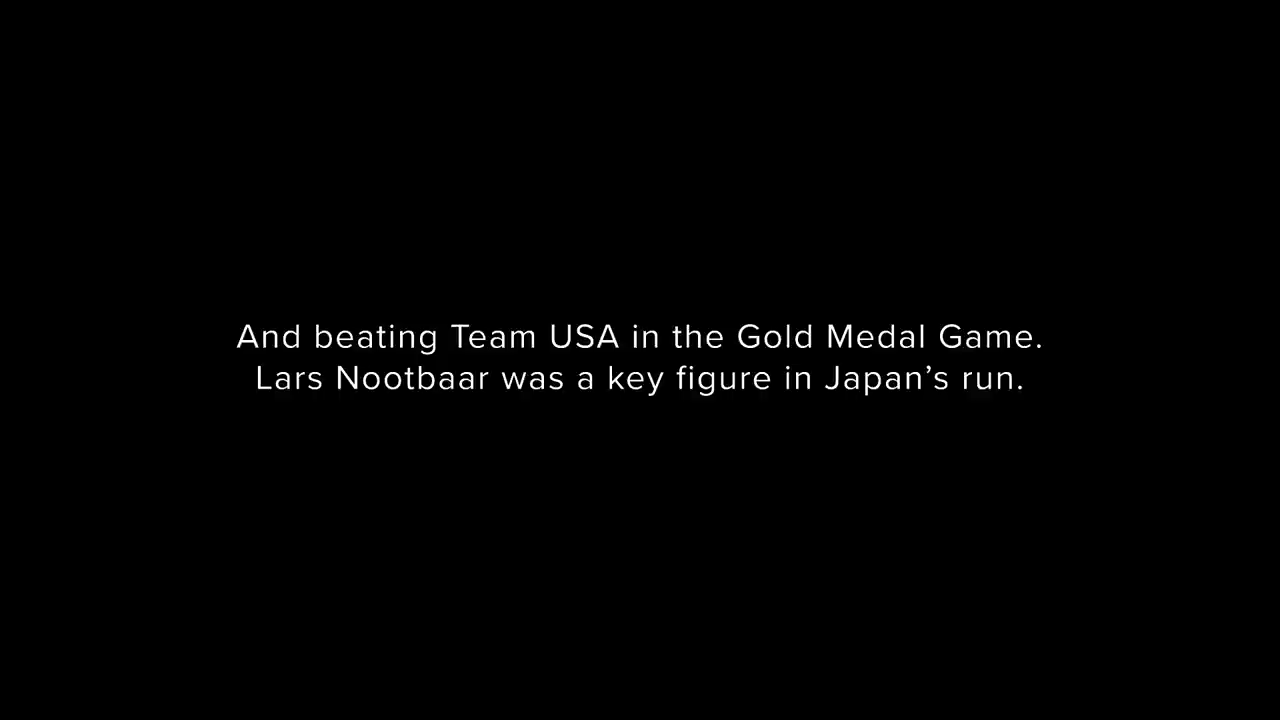 And beating Team USA in the Gold Medal Game.
Lars Nootbaar was a key figure in Japan’s run.